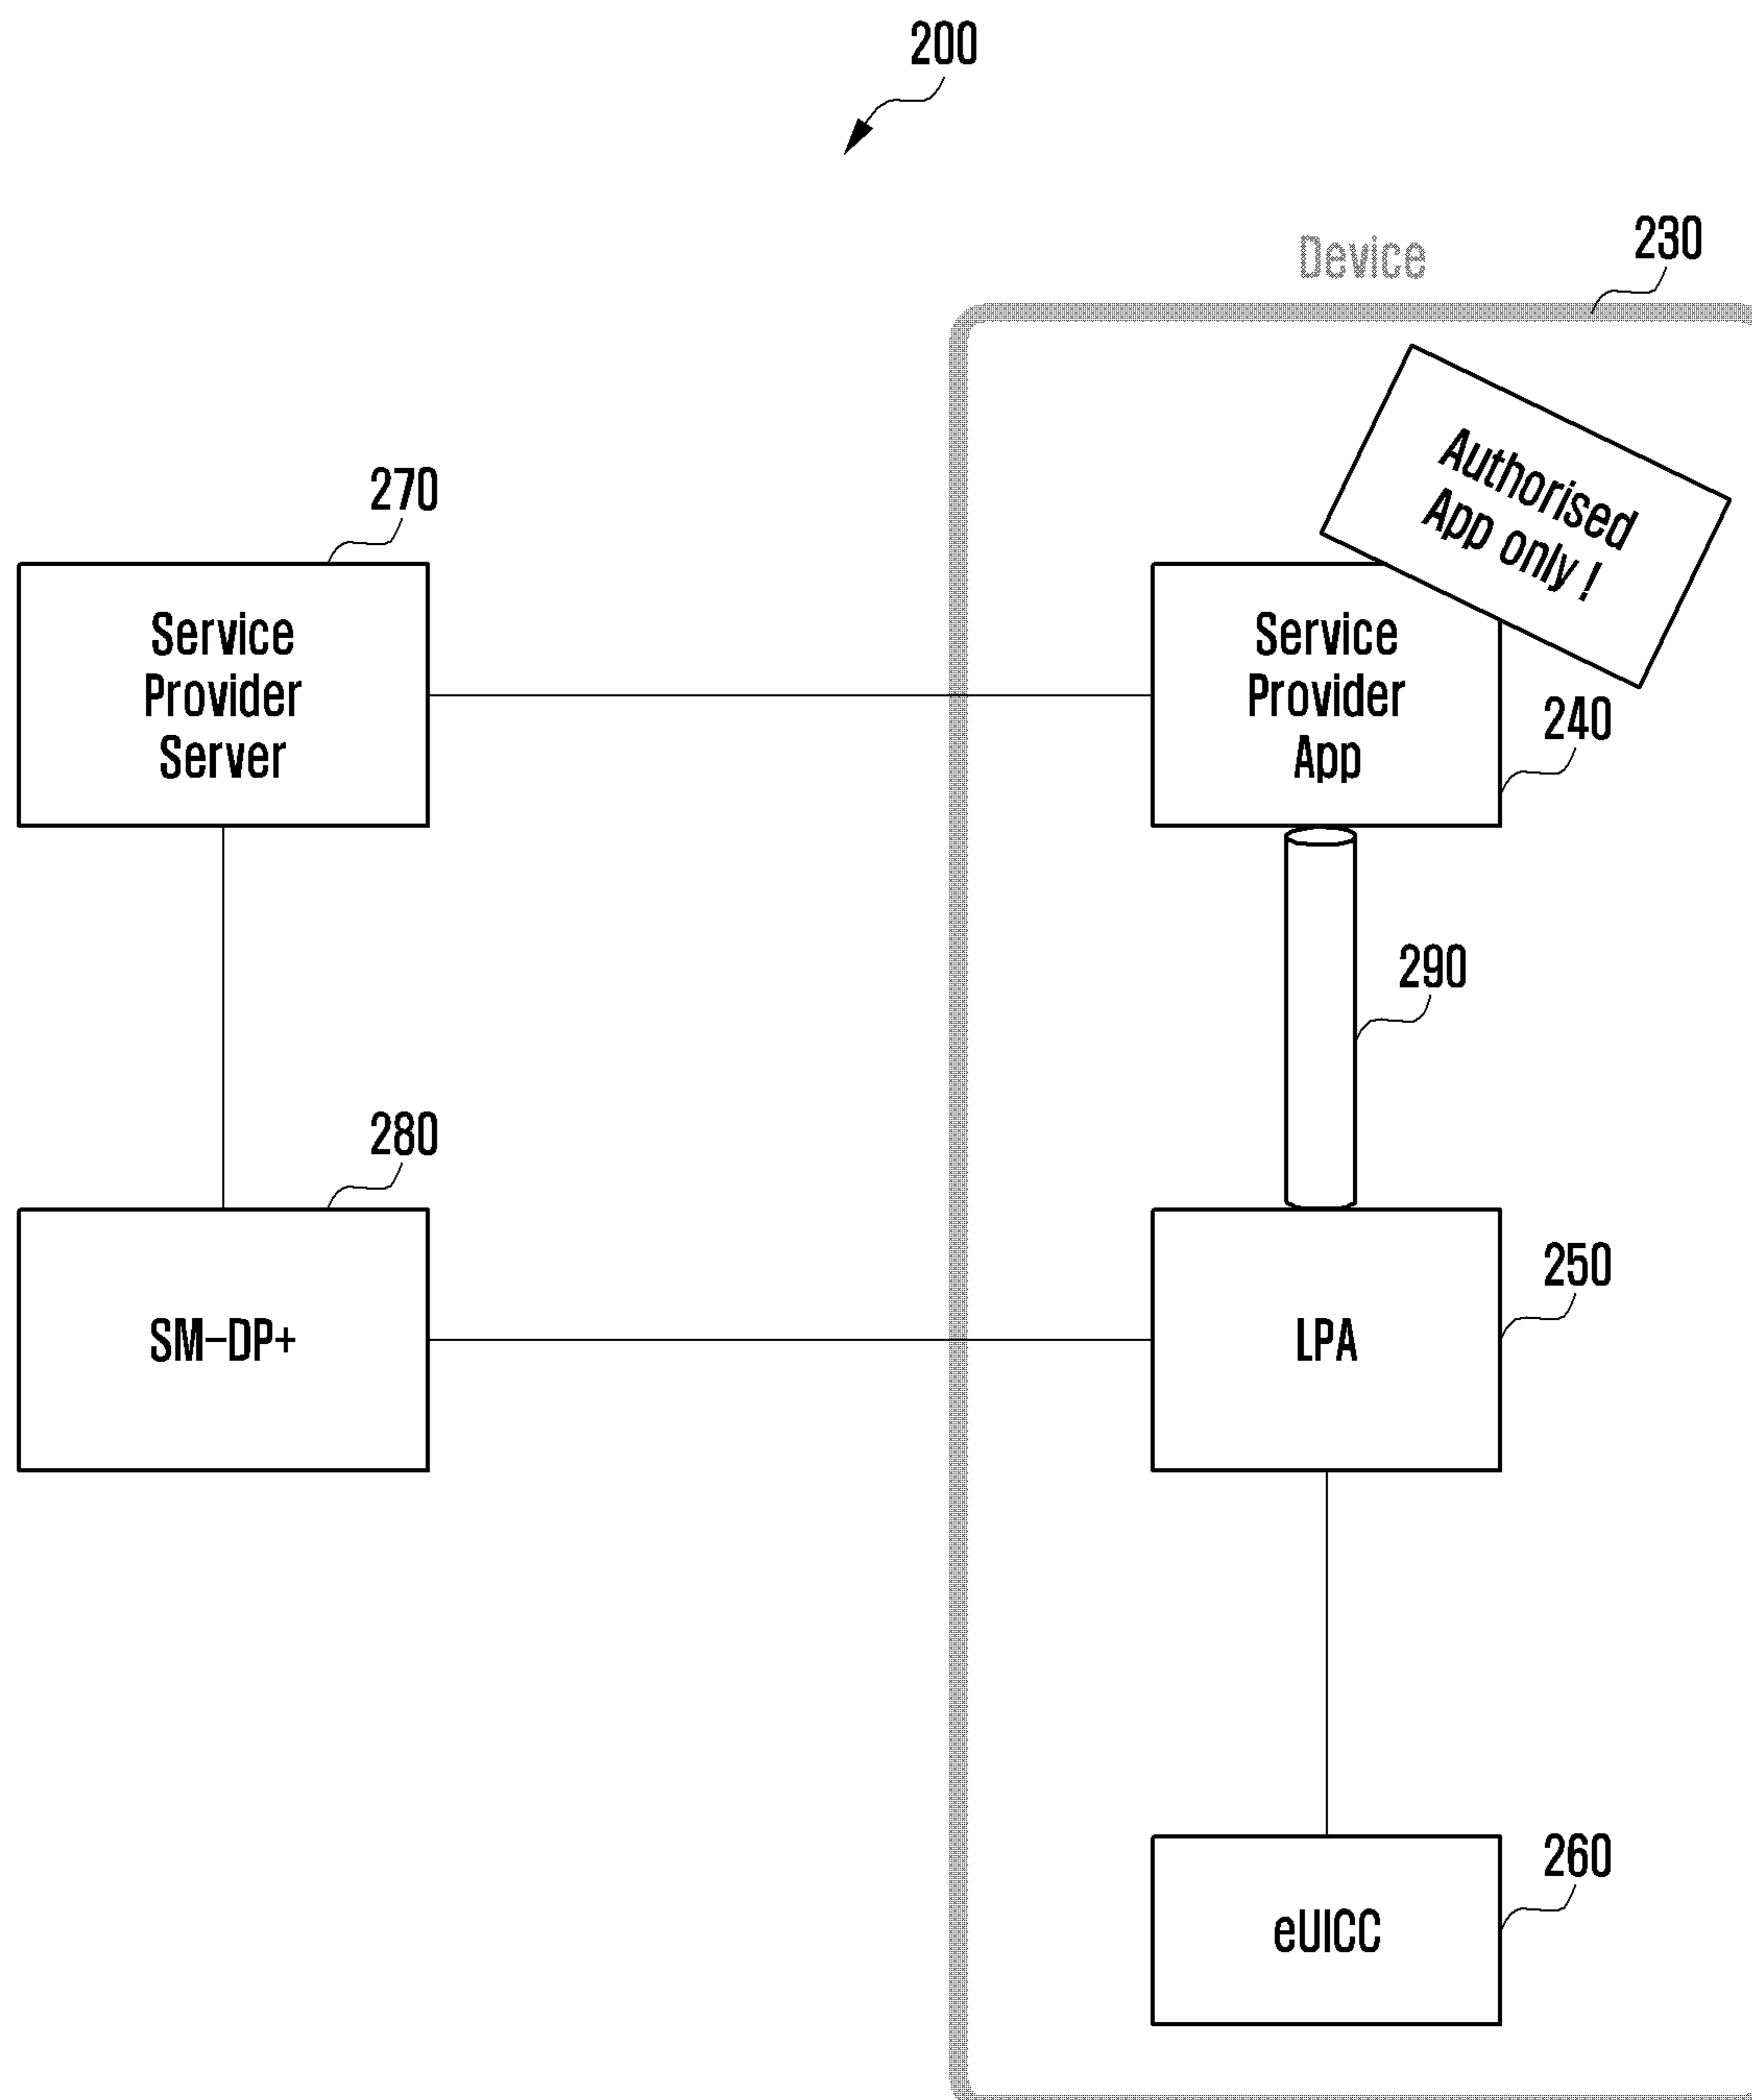 200
Device
230
Authorised
App only !
270
Service
Provider
Server
Service
Provider
App
240
290
280
SM-DP+
LPA
250
260
eUICC